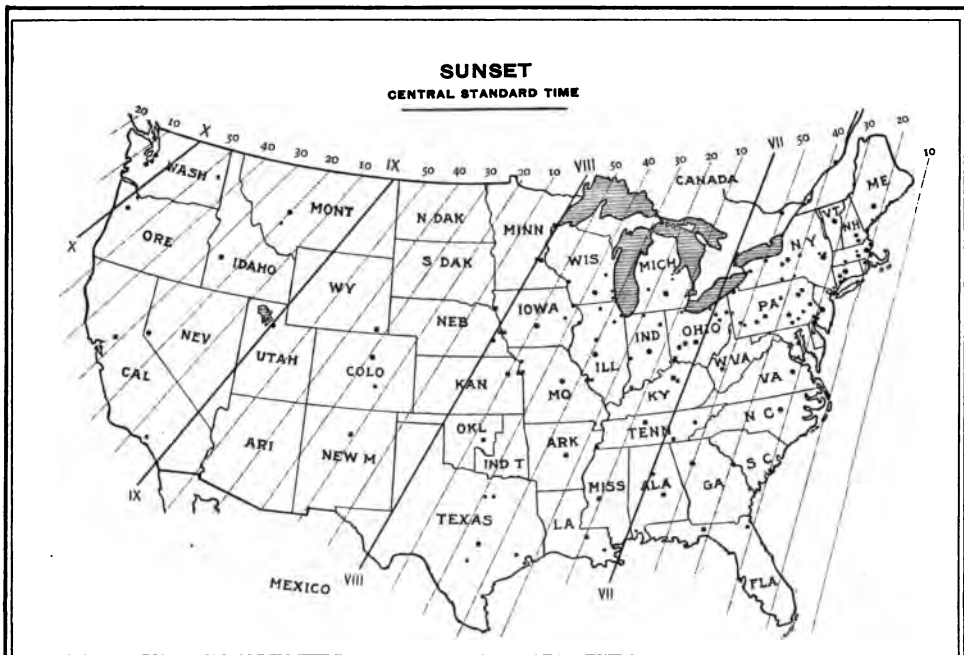 SUNSET
CENTRAL STANDARD TIME
20 10 X 50 40 30 20 10 IX 50 40 30 20 10 VIII 50 40 30 20 10 VII 50 40 30 20 10
CANADA
WASH
MONT
N DAK
MINN
ME
VT
NH
N Y
X
ORE
IDAHO
S DAK
WIS
MICH
WY
IOWA
PA
NEB
NEV
UTAH
COLO
IND
OHIO
ILL
W VA
CAL
KAN
MO
KY
VA
OKL
N C
TENN
ARI
NEW M
IND T
ARK
S C
IX
MISS
ALA
GA
TEXAS
LA
MEXICO
VIII
VII
FLA